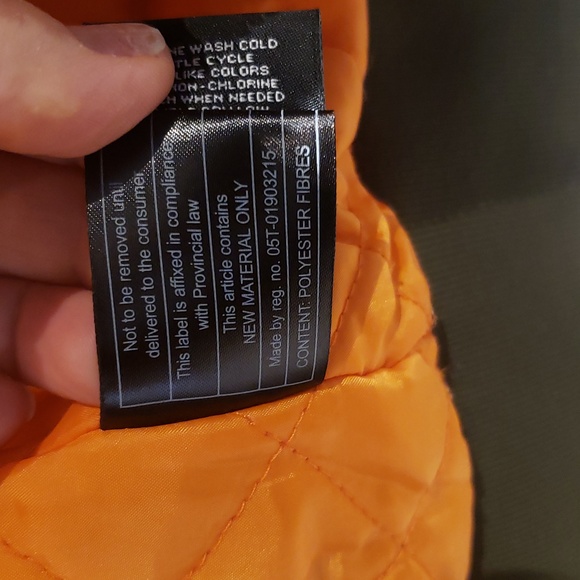 WASH COLD
CYCLE
LIKE COLORS
NON-CHLORINE
WHEN NEEDED
Not to be removed until
delivered to the consumer
This label is affixed in compliance
with Provincial law
This article contains
NEW MATERIAL ONLY
Made by reg. no. 05T-01903215
CONTENT: POLYESTER FIBRES